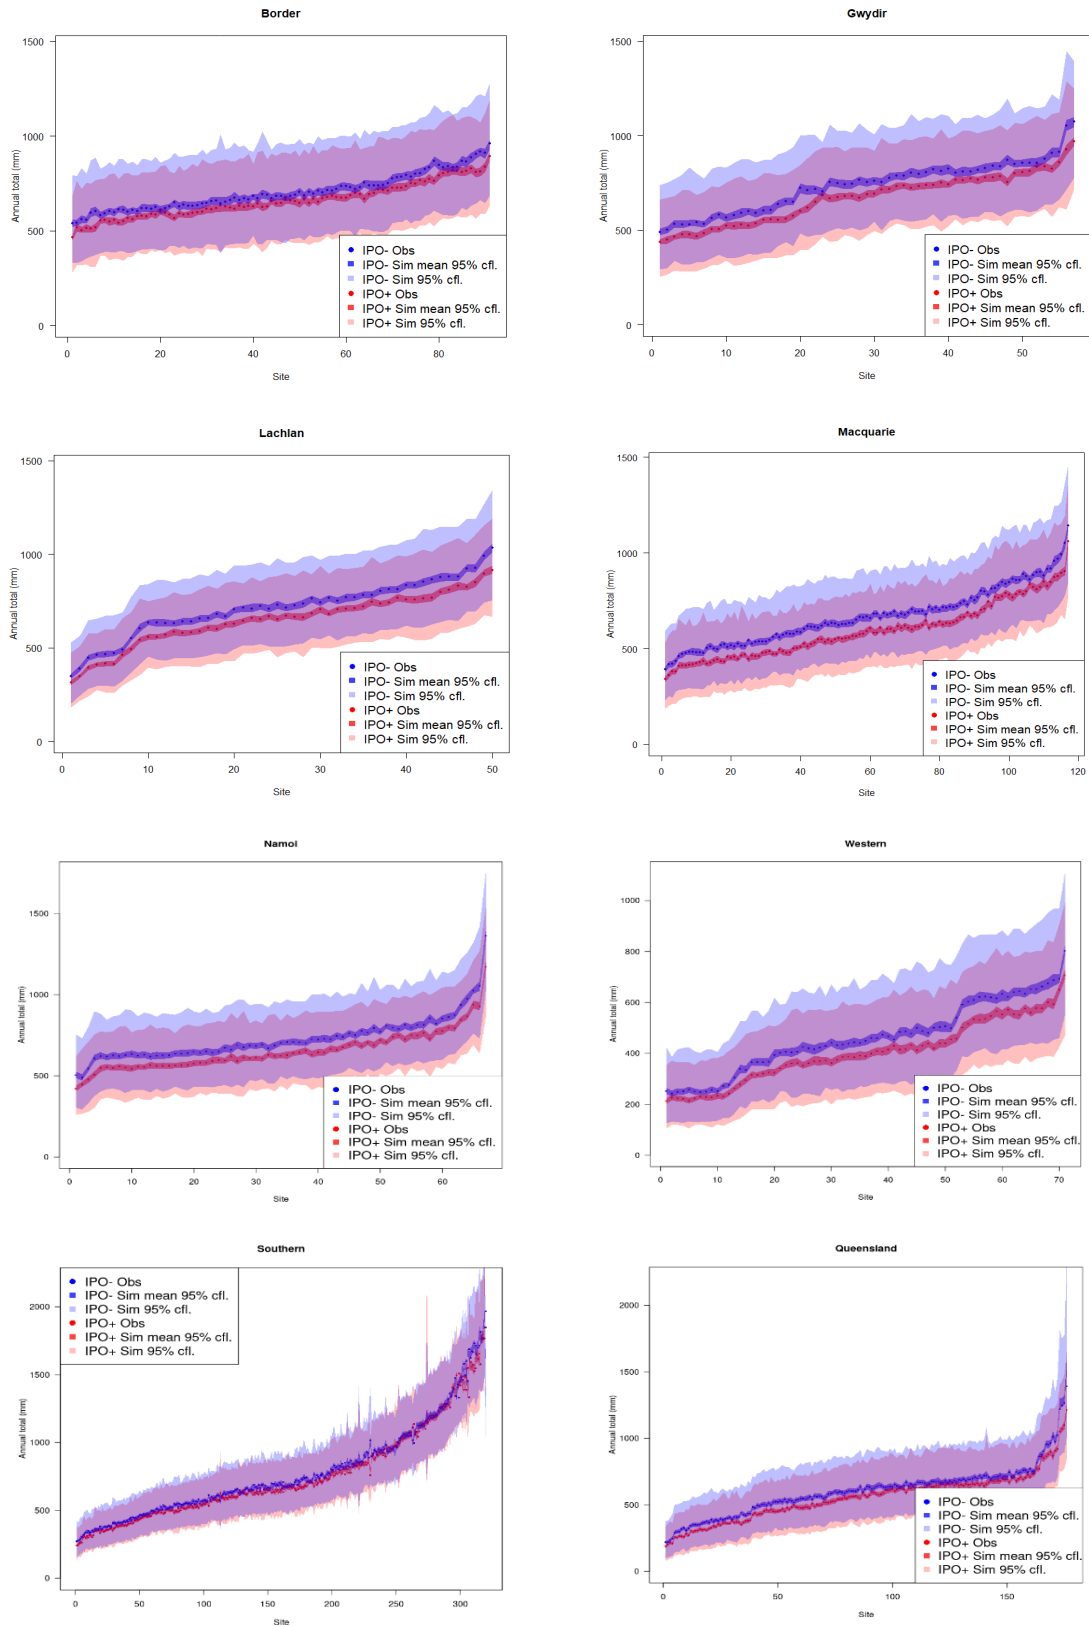 Border
1500
1000
500
0
Annual total (mm)
0 20 40 60 80
Site
IPO- Obs
IPO- Sim mean 95% cfl.
IPO- Sim 95% cfl.
IPO+ Obs
IPO+ Sim mean 95% cfl.
IPO+ Sim 95% cfl.
Gwydir
1500
1000
500
0
Annual total (mm)
0 10 20 30 40 50
Site
IPO- Obs
IPO- Sim mean 95% cfl.
IPO- Sim 95% cfl.
IPO+ Obs
IPO+ Sim mean 95% cfl.
IPO+ Sim 95% cfl.
Lachlan
1500
1000
500
0
Annual total (mm)
0 10 20 30 40 50
Site
IPO- Obs
IPO- Sim mean 95% cfl.
IPO- Sim 95% cfl.
IPO+ Obs
IPO+ Sim mean 95% cfl.
IPO+ Sim 95% cfl.
Macquarie
1500
1000
500
0
Annual total (mm)
0 20 40 60 80 100 120
Site
IPO- Obs
IPO- Sim mean 95% cfl.
IPO- Sim 95% cfl.
IPO+ Obs
IPO+ Sim mean 95% cfl.
IPO+ Sim 95% cfl.
Namoi
1500
1000
500
0
Annual total (mm)
0 10 20 30 40 50 60
Site
IPO- Obs
IPO- Sim mean 95% cfl.
IPO- Sim 95% cfl.
IPO+ Obs
IPO+ Sim mean 95% cfl.
IPO+ Sim 95% cfl.
Western
1000
800
600
400
200
0
Annual total (mm)
0 10 20 30 40 50 60 70
Site
IPO- Obs
IPO- Sim mean 95% cfl.
IPO- Sim 95% cfl.
IPO+ Obs
IPO+ Sim mean 95% cfl.
IPO+ Sim 95% cfl.
Southern
2000
1500
1000
500
0
Annual total (mm)
0 50 100 150 200 250 300
Site
IPO- Obs
IPO- Sim mean 95% cfl.
IPO- Sim 95% cfl.
IPO+ Obs
IPO+ Sim mean 95% cfl.
IPO+ Sim 95% cfl.
Queensland
2000
1500
1000
500
0
Annual total (mm)
0 50 100 150
Site
IPO- Obs
IPO- Sim mean 95% cfl.
IPO- Sim 95% cfl.
IPO+ Obs
IPO+ Sim mean 95% cfl.
IPO+ Sim 95% cfl.